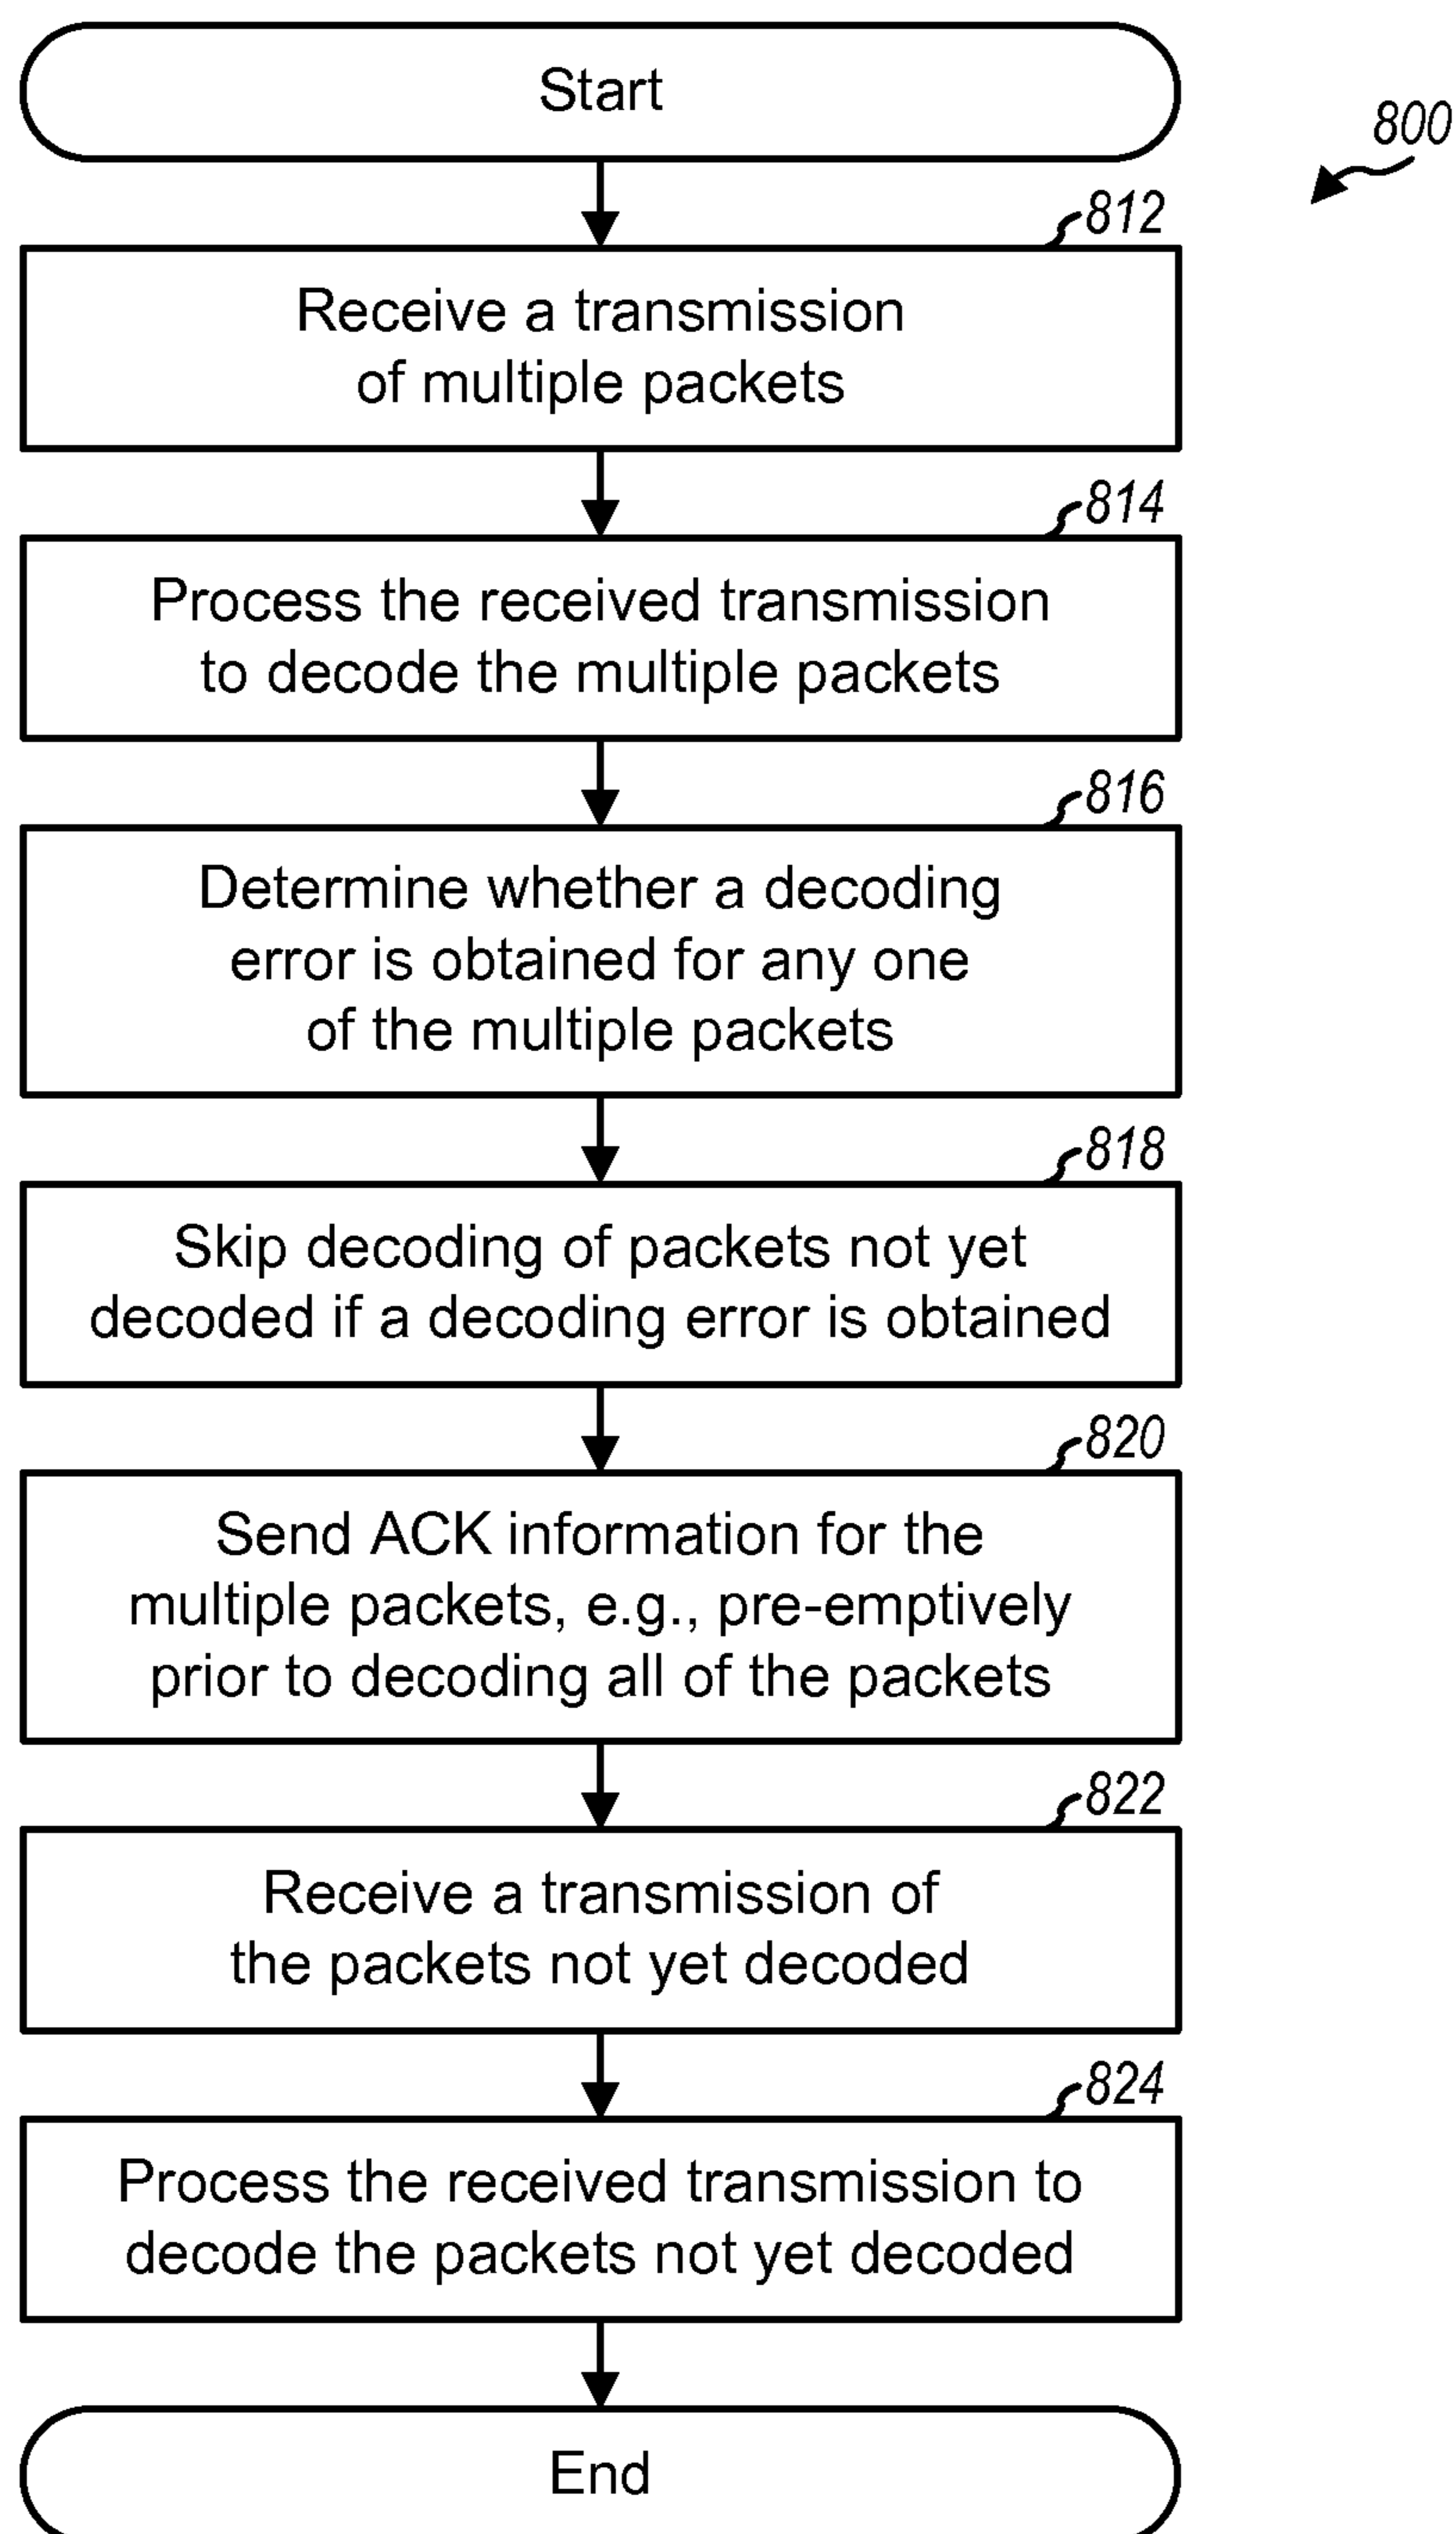 Start
800
812
Receive a transmission
of multiple packets
814
Process the received transmission
to decode the multiple packets
816
Determine whether a decoding
error is obtained for any one
of the multiple packets
818
Skip decoding of packets not yet
decoded if a decoding error is obtained
820
Send ACK information for the
multiple packets, e.g., pre-emptively
prior to decoding all of the packets
822
Receive a transmission of
the packets not yet decoded
824
Process the received transmission to
decode the packets not yet decoded
End